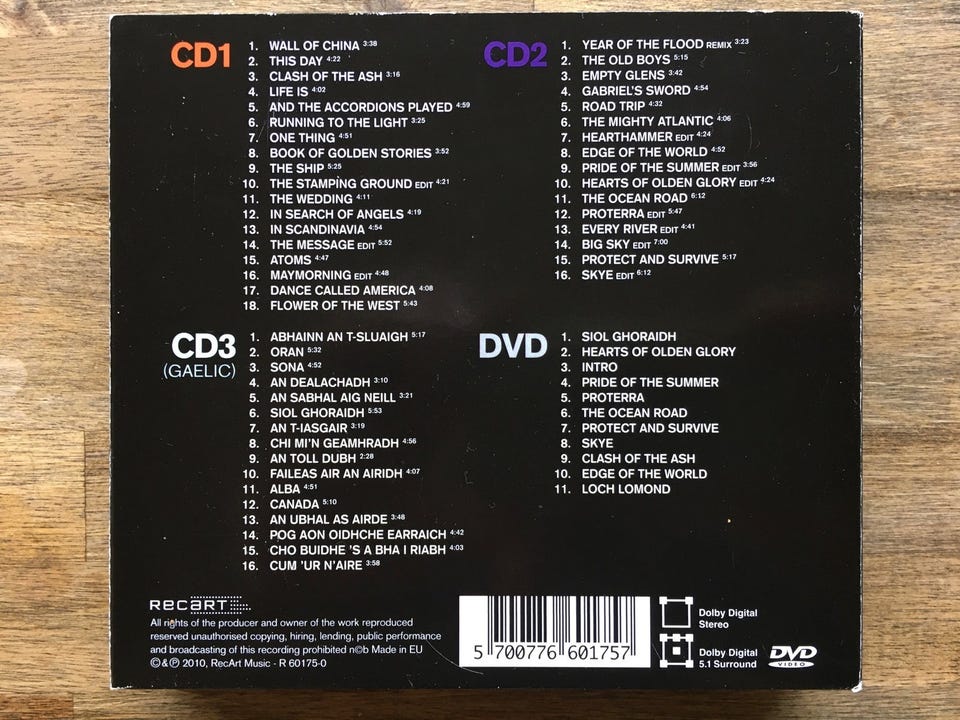 CD1
1. WALL OF CHINA 3:38
2. THIS DAY 4:22
3. CLASH OF THE ASH 3:16
4. LIFE IS 4:02
5. AND THE ACCORDIONS PLAYED 4:59
6. RUNNING TO THE LIGHT 3:25
7. ONE THING 4:51
8. BOOK OF GOLDEN STORIES 3:52
9. THE SHIP 5:25
10. THE STAMPING GROUND EDIT 4:21
11. THE WEDDING 4:11
12. IN SEARCH OF ANGELS 4:19
13. IN SCANDINAVIA 4:54
14. THE MESSAGE EDIT 5:52
15. ATOMS 4:47
16. MAYMORNING EDIT 4:48
17. DANCE CALLED AMERICA 4:08
18. FLOWER OF THE WEST 5:43
CD2
1. YEAR OF THE FLOOD REMIX 3:23
2. THE OLD BOYS 5:15
3. EMPTY GLENS 3:42
4. GABRIEL'S SWORD 4:54
5. ROAD TRIP 4:32
6. THE MIGHTY ATLANTIC 4:06
7. HEARTHAMMER EDIT 4:24
8. EDGE OF THE WORLD 4:52
9. PRIDE OF THE SUMMER EDIT 3:56
10. HEARTS OF OLDEN GLORY EDIT 4:24
11. THE OCEAN ROAD 6:12
12. PROTERRA EDIT 5:47
13. EVERY RIVER EDIT 4:41
14. BIG SKY EDIT 7:00
15. PROTECT AND SURVIVE 5:17
16. SKYE EDIT 6:12
CD3
(GAELIC)
1. ABHAINN AN T-SLUAIGH 5:17
2. ORAN 5:32
3. SONA 4:52
4. AN DEALACHADH 3:10
5. AN SABHAL AIG NEILL 3:21
6. SIOL GHORAIDH 5:53
7. AN T-IASGAIR 3:19
8. CHI MI'N GEAMHRADH 4:56
9. AN TOLL DUBH 2:28
10. FAILEAS AIR AN AIRIDH 4:07
11. ALBA 4:51
12. CANADA 5:10
13. AN UBHAL AS AIRDE 3:48
14. POG AON OIDHCHE EARRAICH 4:42
15. CHO BUIDHE 'S A BHA I RIABH 4:03
16. CUM 'UR N'AIRE 3:58
DVD
1. SIOL GHORAIDH
2. HEARTS OF OLDEN GLORY
3. INTRO
4. PRIDE OF THE SUMMER
5. PROTERRA
6. THE OCEAN ROAD
7. PROTECT AND SURVIVE
8. SKYE
9. CLASH OF THE ASH
10. EDGE OF THE WORLD
11. LOCH LOMOND
RECART
All rights of the producer and owner of the work reproduced
reserved unauthorised copying, hiring, lending, public performance
and broadcasting of this recording prohibited n©b Made in EU
© & ℗ 2010, RecArt Music - R 60175-0
5 700776 601757
Dolby Digital
Stereo
Dolby Digital
5.1 Surround
DVD
VIDEO